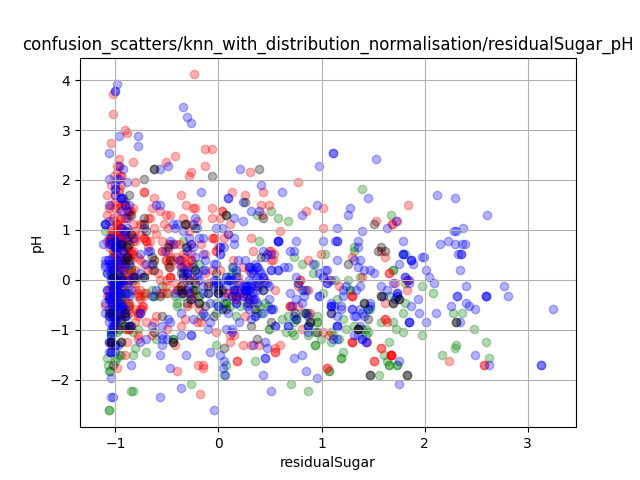 confusion_scatters/knn_with_distribution_normalisation/residualSugar_pH
4
3
2
1
0
−1
−2
pH
−1 0 1 2 3
residualSugar